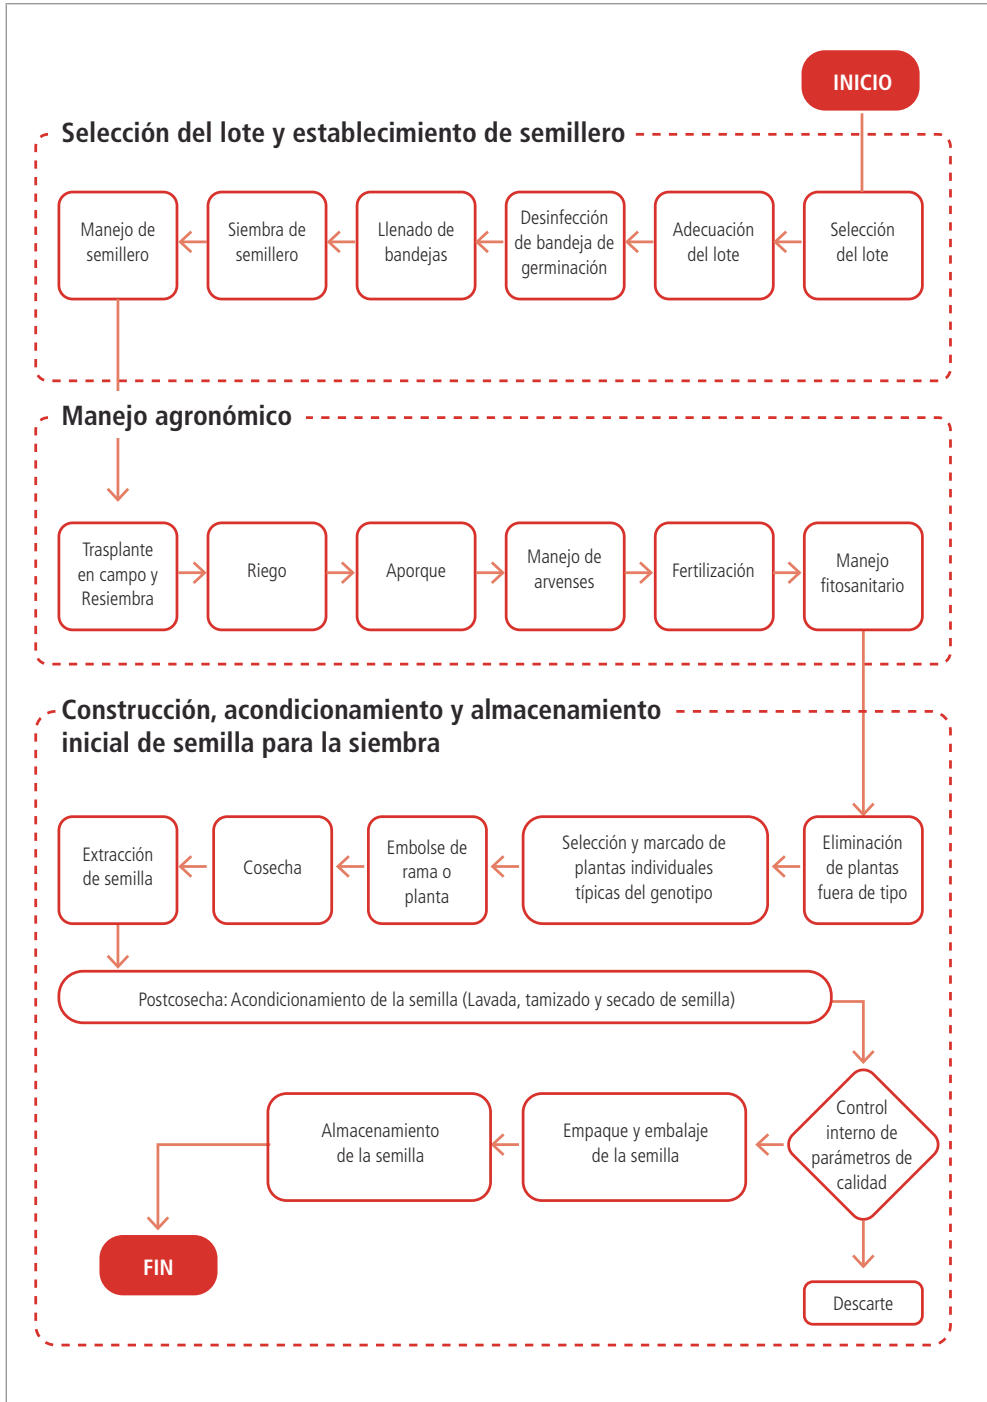 INICIO
Selección del lote y establecimiento de semillero
Selección
del lote
Adecuación
del lote
Desinfección
de bandeja de
germinación
Llenado de
bandejas
Siembra de
semillero
Manejo de
semillero
Manejo agronómico
Trasplante
en campo y
Resiembra
Riego
Aporque
Manejo de
arvenses
Fertilización
Manejo
fitosanitario
Construcción, acondicionamiento y almacenamiento
inicial de semilla para la siembra
Eliminación
de plantas
fuera de tipo
Selección y marcado de
plantas individuales
típicas del genotipo
Embolse de
rama o
planta
Cosecha
Extracción
de semilla
Postcosecha: Acondicionamiento de la semilla (Lavada, tamizado y secado de semilla)
Control
interno de
parámetros de
calidad
Empaque y embalaje
de la semilla
Almacenamiento
de la semilla
FIN
Descarte